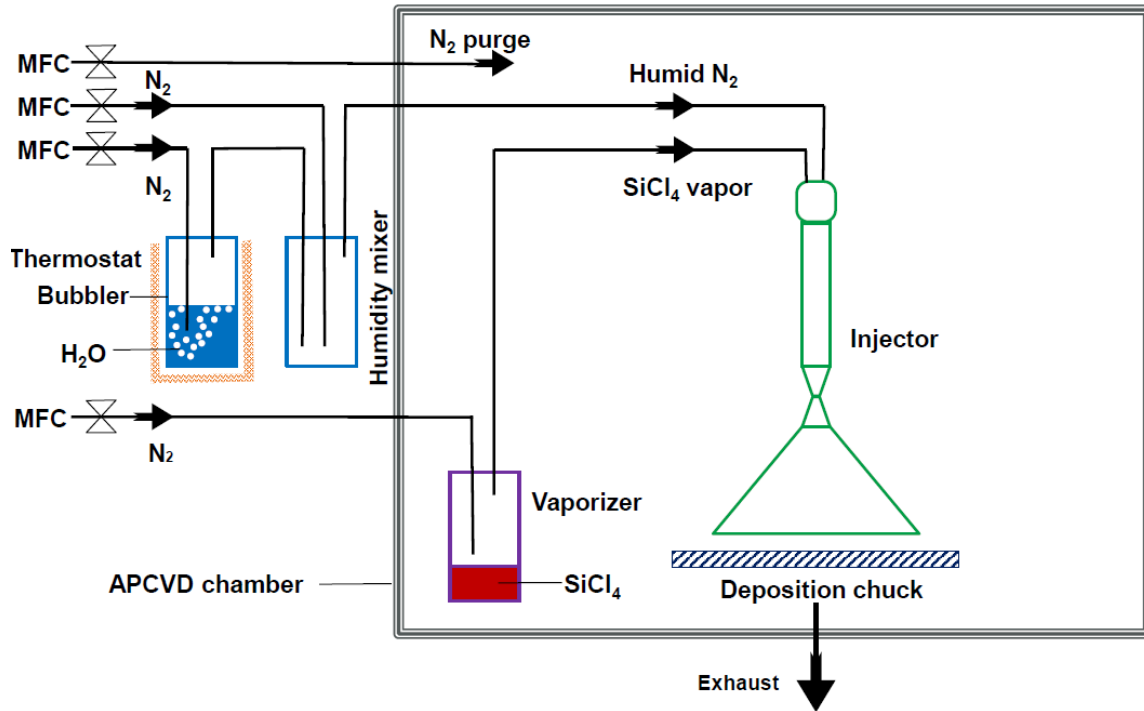 N₂ purge
MFC
N₂
Humid N₂
MFC
MFC
N₂
SiCl₄ vapor
Thermostat
Bubbler
H₂O
Humidity mixer
Injector
MFC
N₂
Vaporizer
APCVD chamber
SiCl₄
Deposition chuck
Exhaust